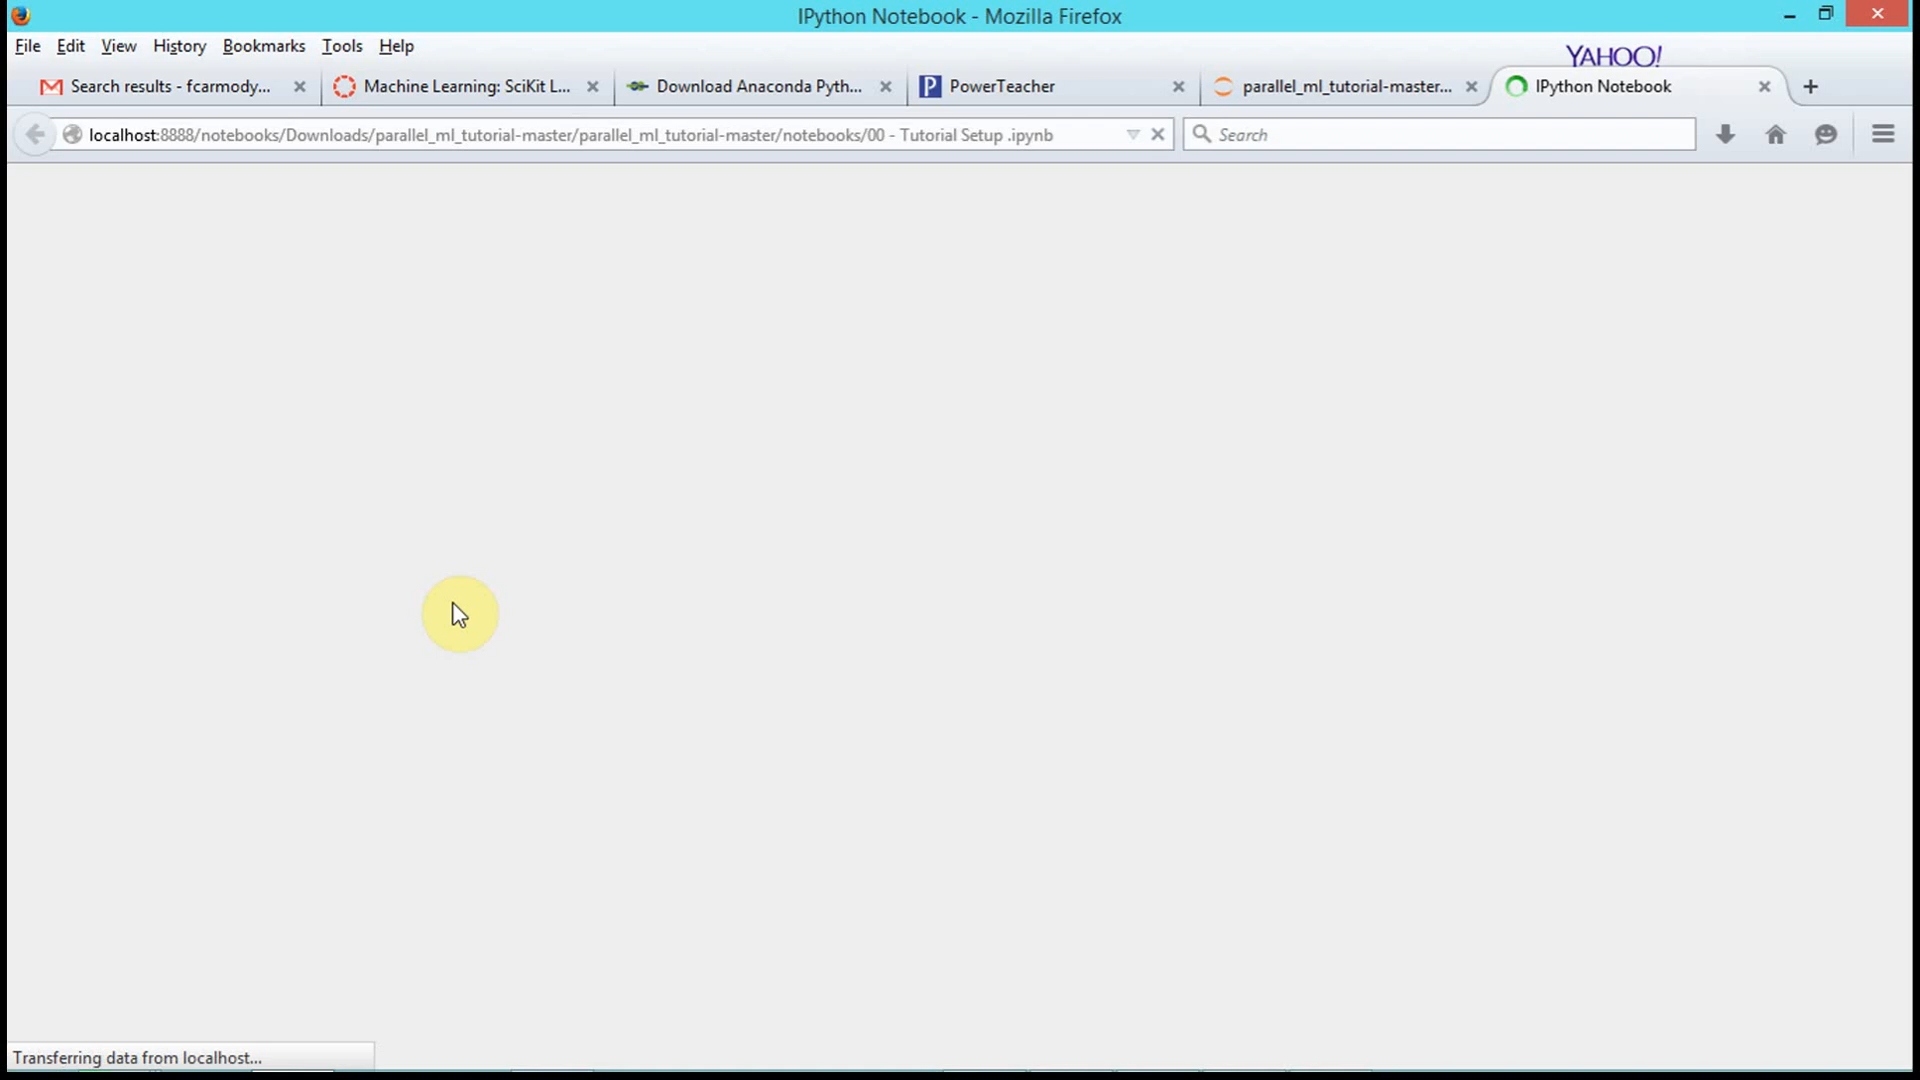 IPython Notebook - Mozilla Firefox
File Edit View History Bookmarks Tools Help
YAHOO!
Search results - fcarmody... Machine Learning: SciKit L... Download Anaconda Pyth... PowerTeacher parallel_ml_tutorial-master... IPython Notebook
localhost:8888/notebooks/Downloads/parallel_ml_tutorial-master/parallel_ml_tutorial-master/notebooks/00 - Tutorial Setup .ipynb Search
Transferring data from localhost...